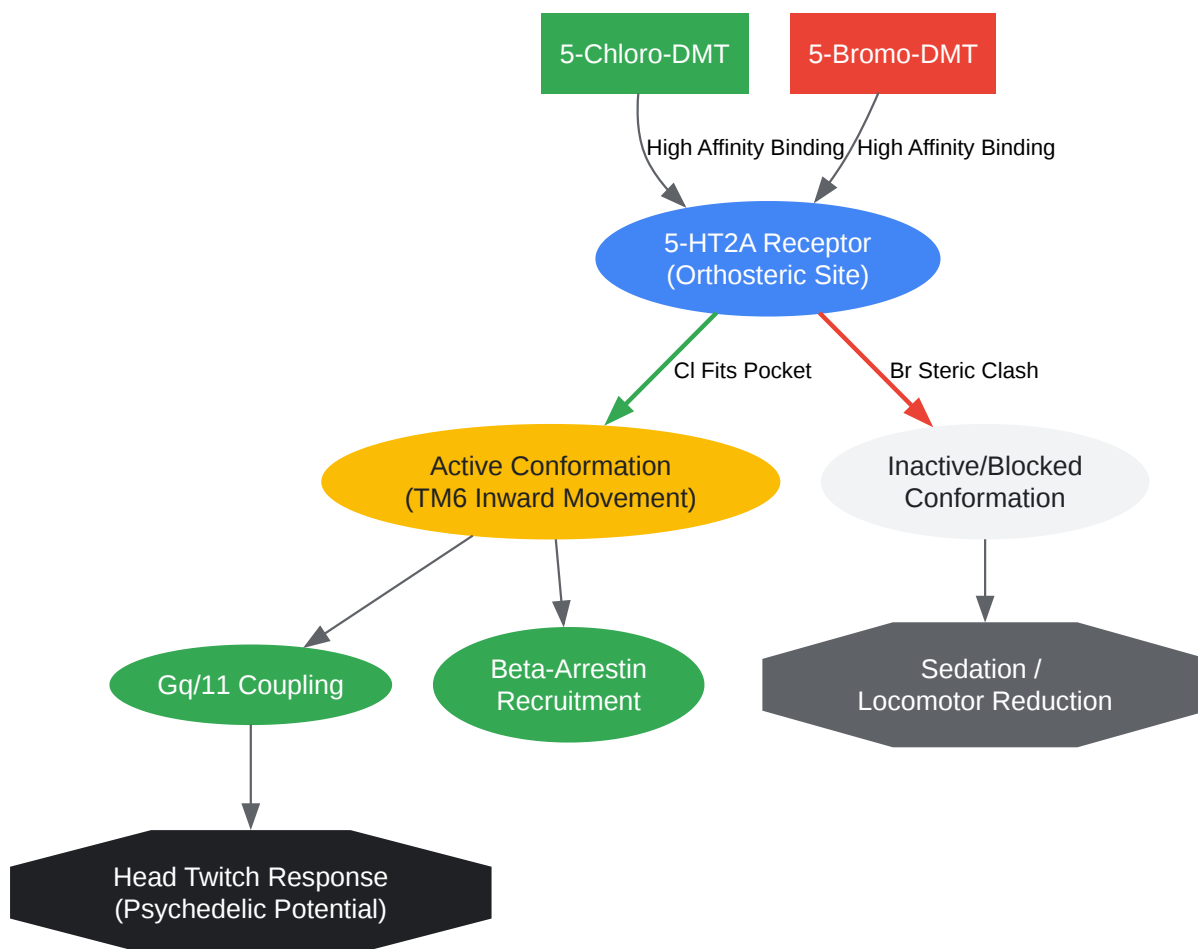 5-Chloro-DMT
5-Bromo-DMT
High Affinity Binding
High Affinity Binding
5-HT2A Receptor
(Orthosteric Site)
Cl Fits Pocket
Br Steric Clash
Active Conformation
(TM6 Inward Movement)
Inactive/Blocked
Conformation
Gq/11 Coupling
Beta-Arrestin
Recruitment
Sedation /
Locomotor Reduction
Head Twitch Response
(Psychedelic Potential)